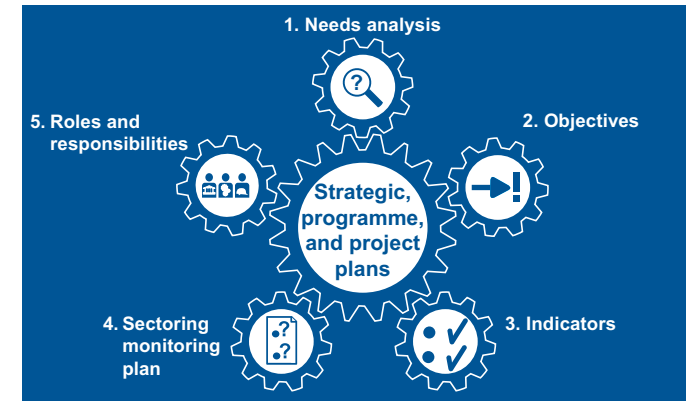 1. Needs analysis
?
2. Objectives
!
5. Roles and
responsibilities
Strategic,
programme,
and project
plans
3. Indicators
4. Sectoring
monitoring
plan
?
?